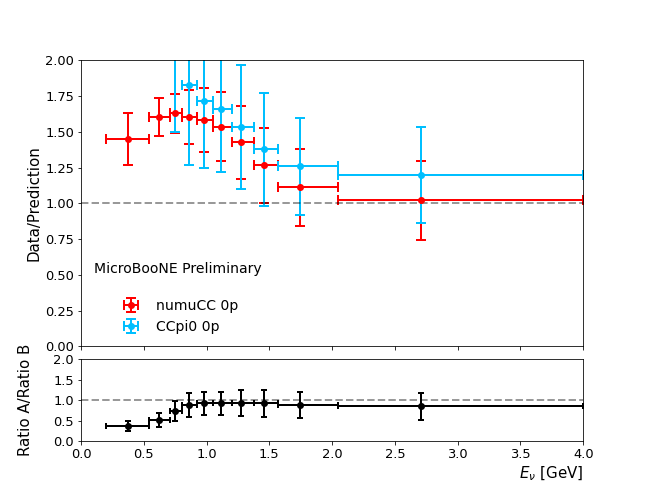 2.00
1.75
1.50
1.25
1.00
0.75
0.50
0.25
0.00
Data/Prediction
MicroBooNE Preliminary
numuCC 0p
CCpi0 0p
2.0
1.5
1.0
0.5
0.0
Ratio A/Ratio B
0.0 0.5 1.0 1.5 2.0 2.5 3.0 3.5 4.0
Eν [GeV]